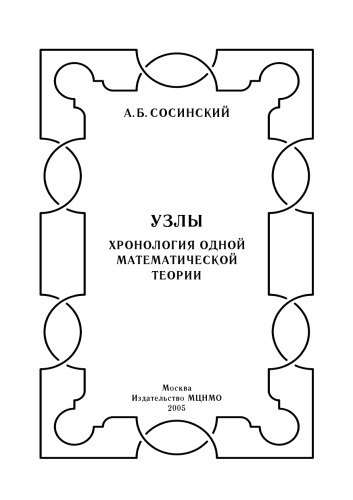 А. Б. СОСИНСКИЙ
УЗЛЫ
ХРОНОЛОГИЯ ОДНОЙ
МАТЕМАТИЧЕСКОЙ
ТЕОРИИ
Москва
Издательство МЦНМО
2005